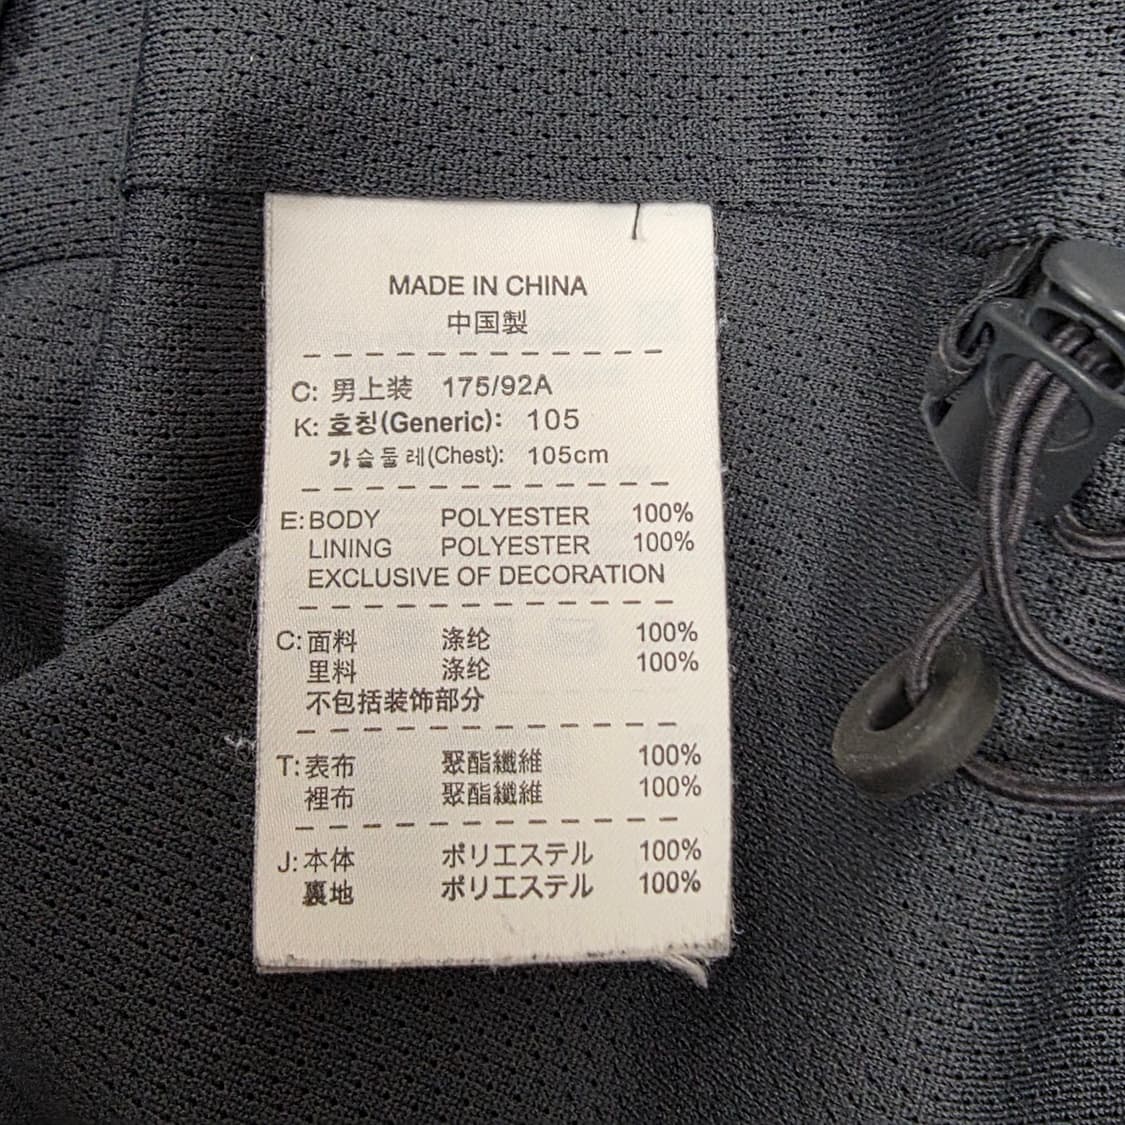 MADE IN CHINA
中国製
C: 男上装 175/92A
K: 호칭(Generic): 105
가슴둘레(Chest): 105cm
E: BODY POLYESTER 100%
LINING POLYESTER 100%
EXCLUSIVE OF DECORATION
C: 面料 涤纶 100%
里料 涤纶 100%
不包括装饰部分
T: 表布 聚酯纖維 100%
裡布 聚酯纖維 100%
J: 本体 ポリエステル 100%
裏地 ポリエステル 100%